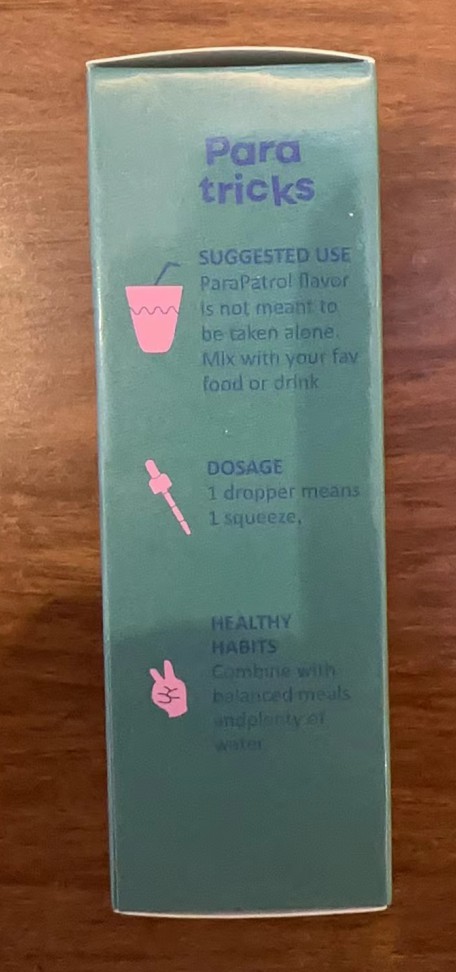 Para
tricks
SUGGESTED USE
ParaPatrol flavor
is not meant to
be taken alone.
Mix with your fav
food or drink
DOSAGE
1 dropper means
1 squeeze,
HEALTHY
HABITS
Combine with
balanced meals
andplenty of
water